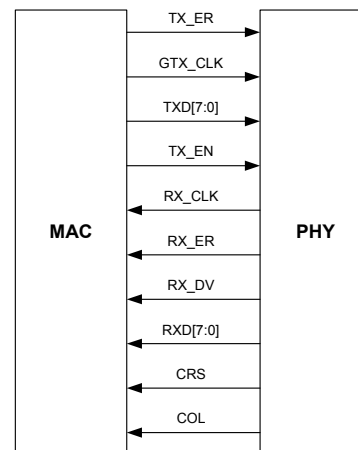 TX_ER
GTX_CLK
TXD[7:0]
TX_EN
RX_CLK
MAC
PHY
RX_ER
RX_DV
RXD[7:0]
CRS
COL